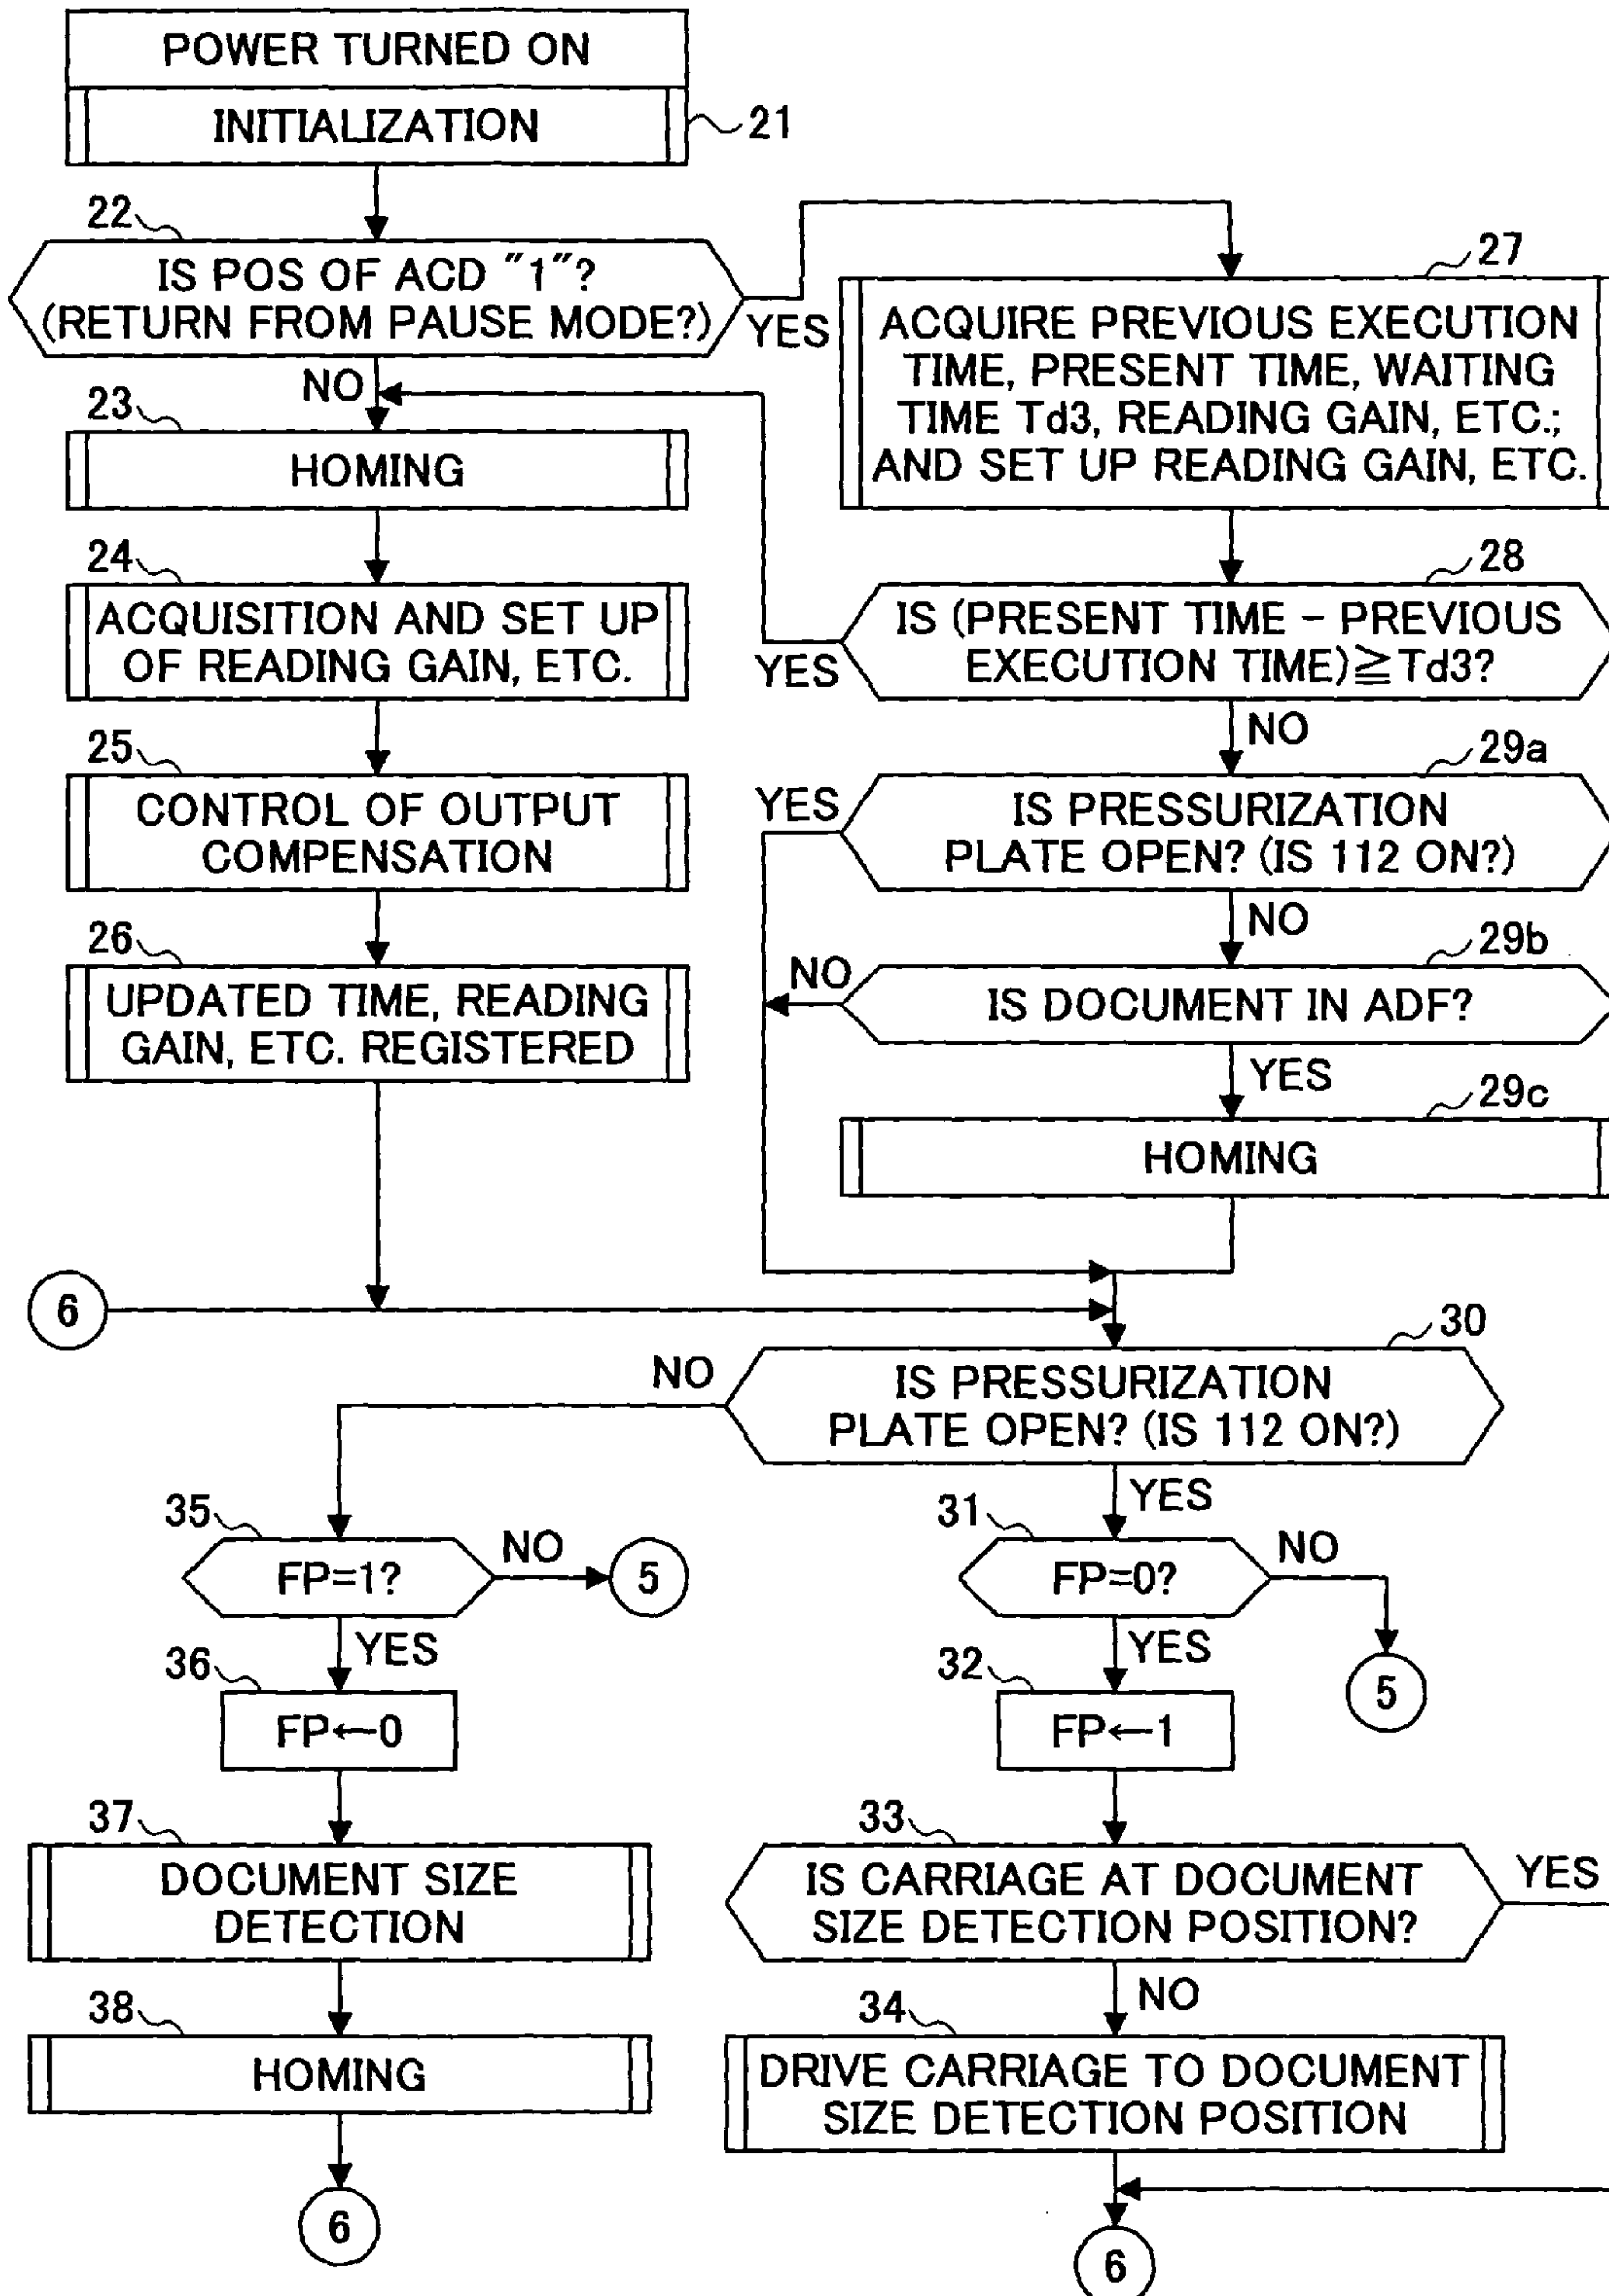 POWER TURNED ON
INITIALIZATION
21
22
IS POS OF ACD "1"?
(RETURN FROM PAUSE MODE?)
YES
NO
23
HOMING
24
ACQUISITION AND SET UP
OF READING GAIN, ETC.
25
CONTROL OF OUTPUT
COMPENSATION
26
UPDATED TIME, READING
GAIN, ETC. REGISTERED
27
ACQUIRE PREVIOUS EXECUTION
TIME, PRESENT TIME, WAITING
TIME Td3, READING GAIN, ETC.;
AND SET UP READING GAIN, ETC.
28
IS (PRESENT TIME – PREVIOUS
EXECUTION TIME)≧Td3?
YES
NO
29a
IS PRESSURIZATION
PLATE OPEN? (IS 112 ON?)
YES
NO
29b
IS DOCUMENT IN ADF?
NO
YES
29c
HOMING
6
30
IS PRESSURIZATION
PLATE OPEN? (IS 112 ON?)
NO
YES
35
FP=1?
NO
5
YES
36
FP←0
37
DOCUMENT SIZE
DETECTION
38
HOMING
6
31
FP=0?
NO
5
YES
32
FP←1
33
IS CARRIAGE AT DOCUMENT
SIZE DETECTION POSITION?
YES
NO
34
DRIVE CARRIAGE TO DOCUMENT
SIZE DETECTION POSITION
6